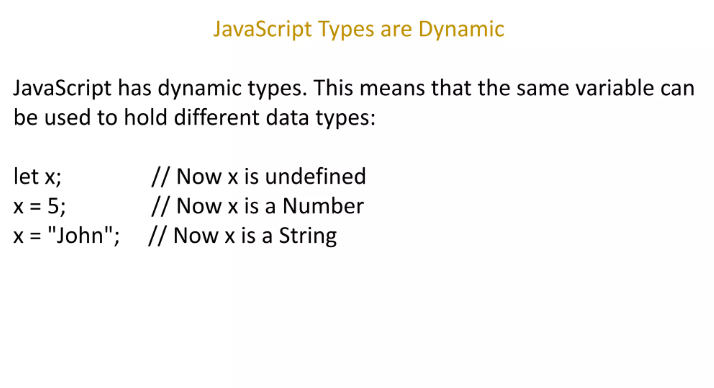 JavaScript Types are Dynamic
JavaScript has dynamic types. This means that the same variable can
be used to hold different data types:
let x; // Now x is undefined
x = 5; // Now x is a Number
x = "John"; // Now x is a String